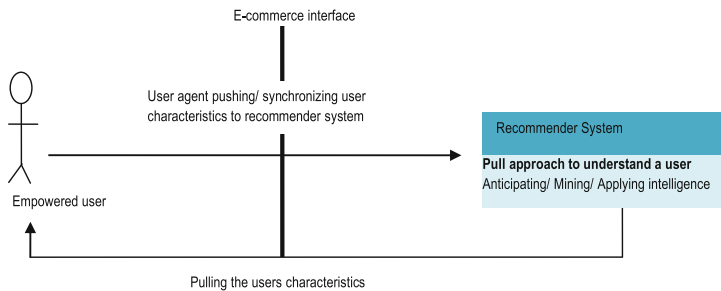 E-commerce interface
User agent pushing/ synchronizing user
characteristics to recommender system
Recommender System
Pull approach to understand a user
Anticipating/ Mining/ Applying intelligence
Empowered user
Pulling the users characteristics